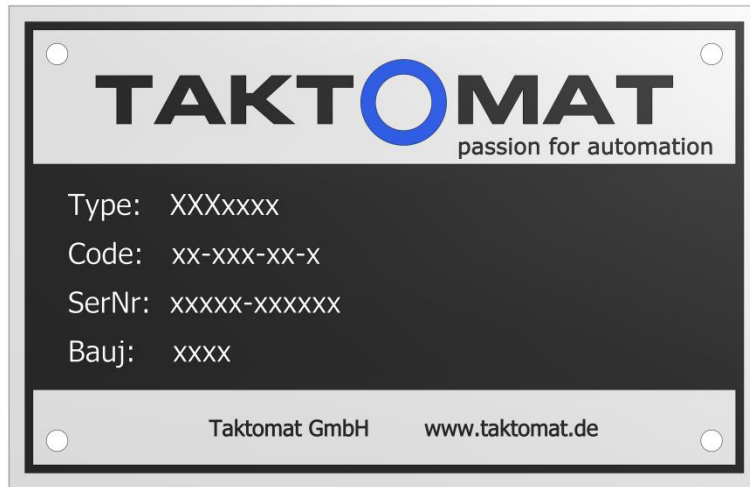 TAKTOMAT
passion for automation
Type: XXXxxxx
Code: xx-xxx-xx-x
SerNr: xxxxx-xxxxxx
Bauj: xxxx
Taktomat GmbH www.taktomat.de